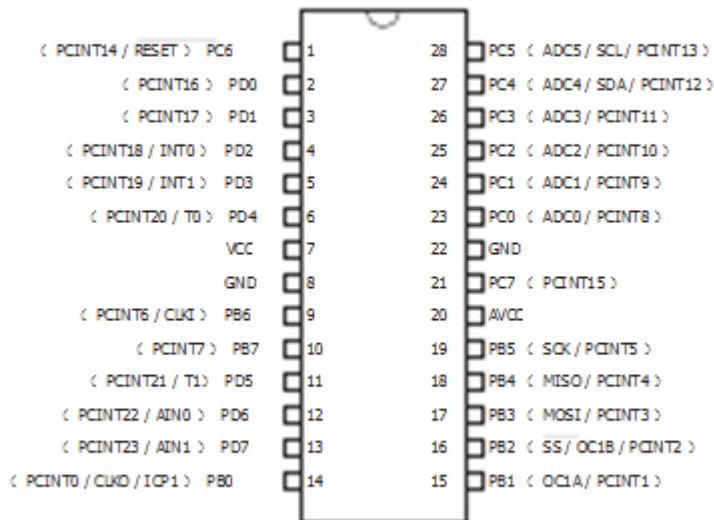 ( PCINT14 / RESET ) PC6 1 28 PC5 ( ADC5 / SCL / PCINT13 )
( PCINT16 ) PD0 2 27 PC4 ( ADC4 / SDA / PCINT12 )
( PCINT17 ) PD1 3 26 PC3 ( ADC3 / PCINT11 )
( PCINT18 / INT0 ) PD2 4 25 PC2 ( ADC2 / PCINT10 )
( PCINT19 / INT1 ) PD3 5 24 PC1 ( ADC1 / PCINT9 )
( PCINT20 / T0 ) PD4 6 23 PC0 ( ADC0 / PCINT8 )
VCC 7 22 GND
GND 8 21 PC7 ( PCINT15 )
( PCINT6 / CLKI ) PB6 9 20 AVCC
( PCINT7 ) PB7 10 19 PB5 ( SCK / PCINT5 )
( PCINT21 / T1 ) PD5 11 18 PB4 ( MISO / PCINT4 )
( PCINT22 / AIN0 ) PD6 12 17 PB3 ( MOSI / PCINT3 )
( PCINT23 / AIN1 ) PD7 13 16 PB2 ( SS / OC1B / PCINT2 )
( PCINT0 / CLKO / ICP1 ) PB0 14 15 PB1 ( OC1A / PCINT1 )